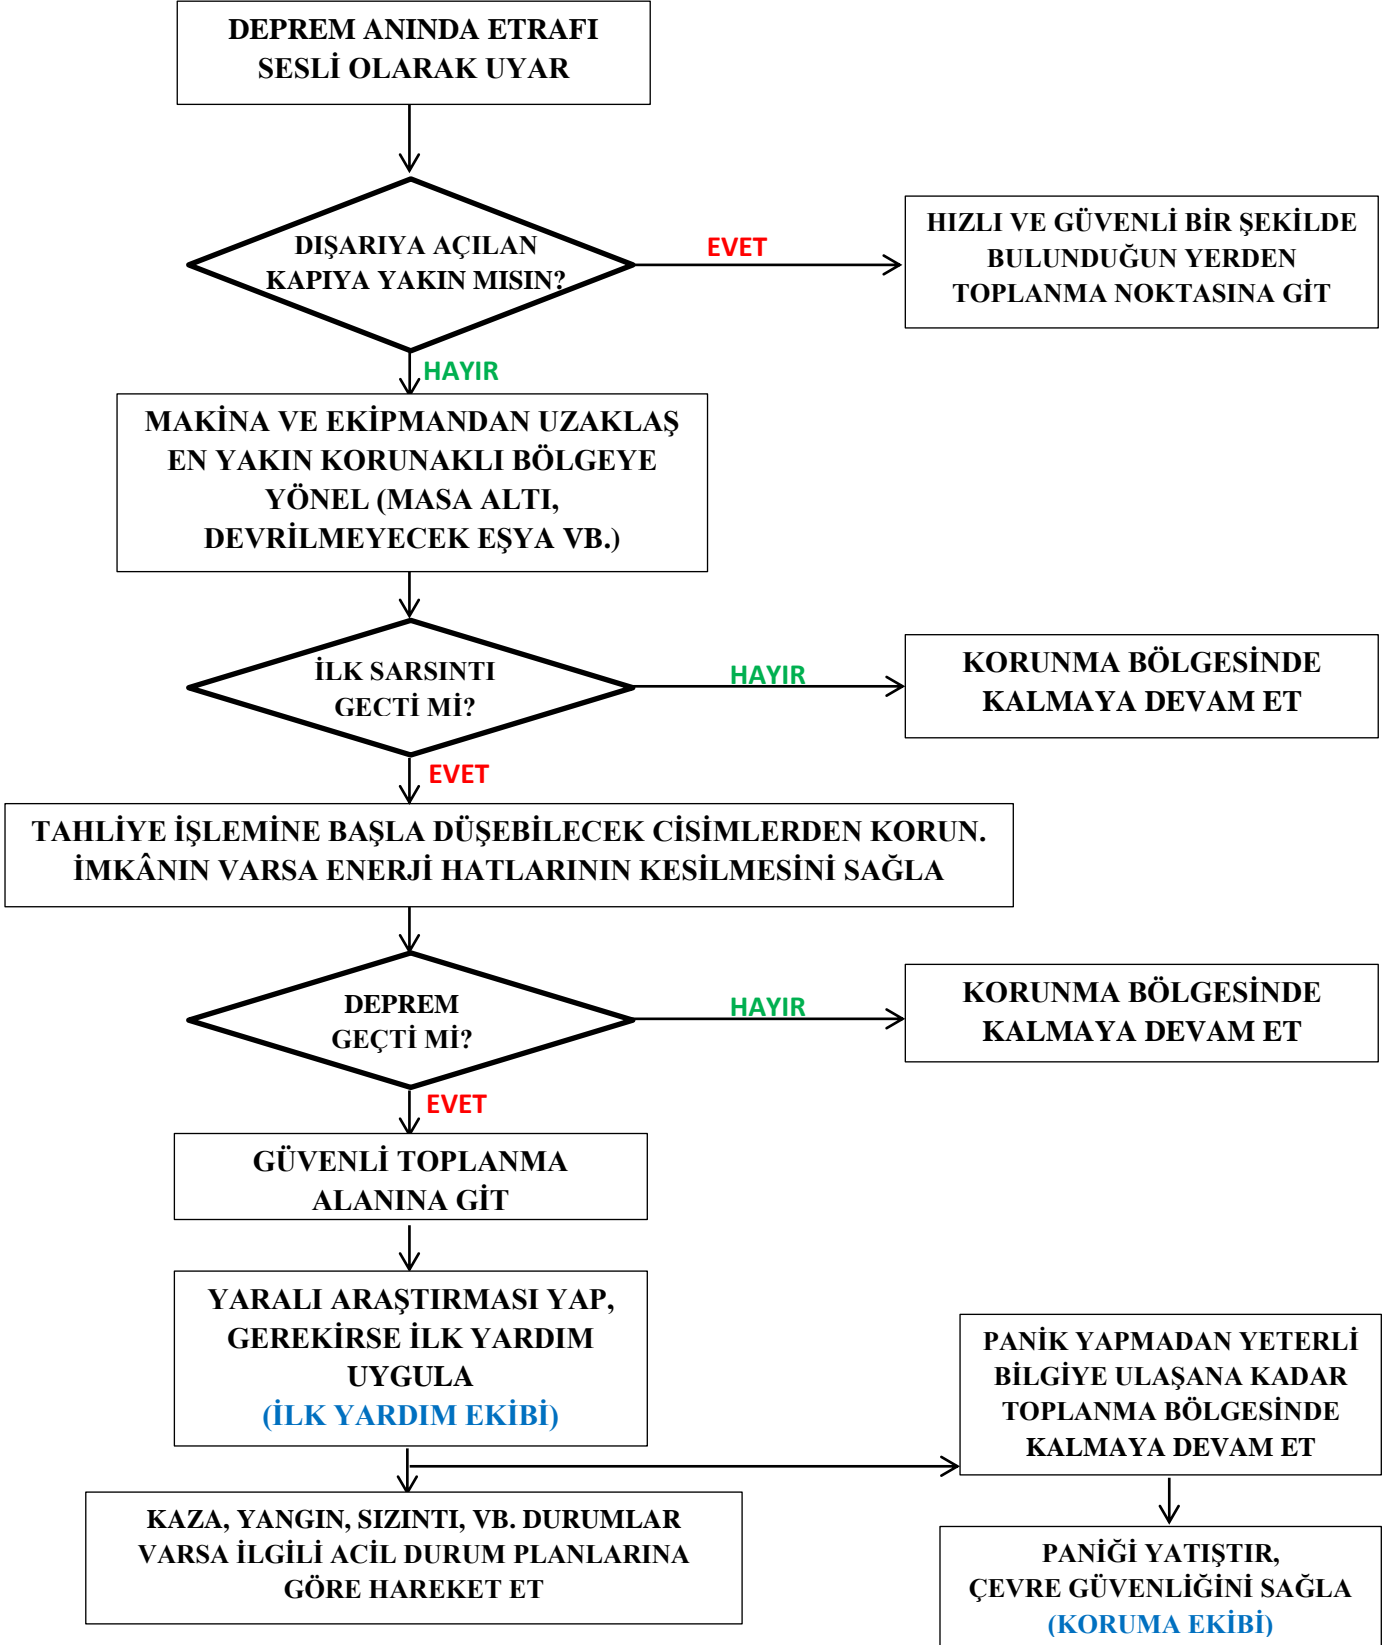 DEPREM ANINDA ETRAFI
SESLİ OLARAK UYAR
DIŞARIYA AÇILAN
KAPIYA YAKIN MISIN?
EVET
HIZLI VE GÜVENLİ BİR ŞEKİLDE
BULUNDUĞUN YERDEN
TOPLANMA NOKTASINA GİT
HAYIR
MAKİNA VE EKİPMANDAN UZAKLAŞ
EN YAKIN KORUNAKLI BÖLGEYE
YÖNEL (MASA ALTI,
DEVRİLMEYECEK EŞYA VB.)
İLK SARSINTI
GECTİ Mİ?
HAYIR
KORUNMA BÖLGESİNDE
KALMAYA DEVAM ET
EVET
TAHLİYE İŞLEMİNE BAŞLA DÜŞEBİLECEK CİSİMLERDEN KORUN.
İMKÂNIN VARSA ENERJİ HATLARININ KESİLMESİNİ SAĞLA
DEPREM
GEÇTİ Mİ?
HAYIR
KORUNMA BÖLGESİNDE
KALMAYA DEVAM ET
EVET
GÜVENLİ TOPLANMA
ALANINA GİT
YARALI ARAŞTIRMASI YAP,
GEREKİRSE İLK YARDIM
UYGULA
(İLK YARDIM EKİBİ)
PANİK YAPMADAN YETERLİ
BİLGİYE ULAŞANA KADAR
TOPLANMA BÖLGESİNDE
KALMAYA DEVAM ET
KAZA, YANGIN, SIZINTI, VB. DURUMLAR
VARSA İLGİLİ ACİL DURUM PLANLARINA
GÖRE HAREKET ET
PANİĞİ YATIŞTIR,
ÇEVRE GÜVENLİĞİNİ SAĞLA
(KORUMA EKİBİ)